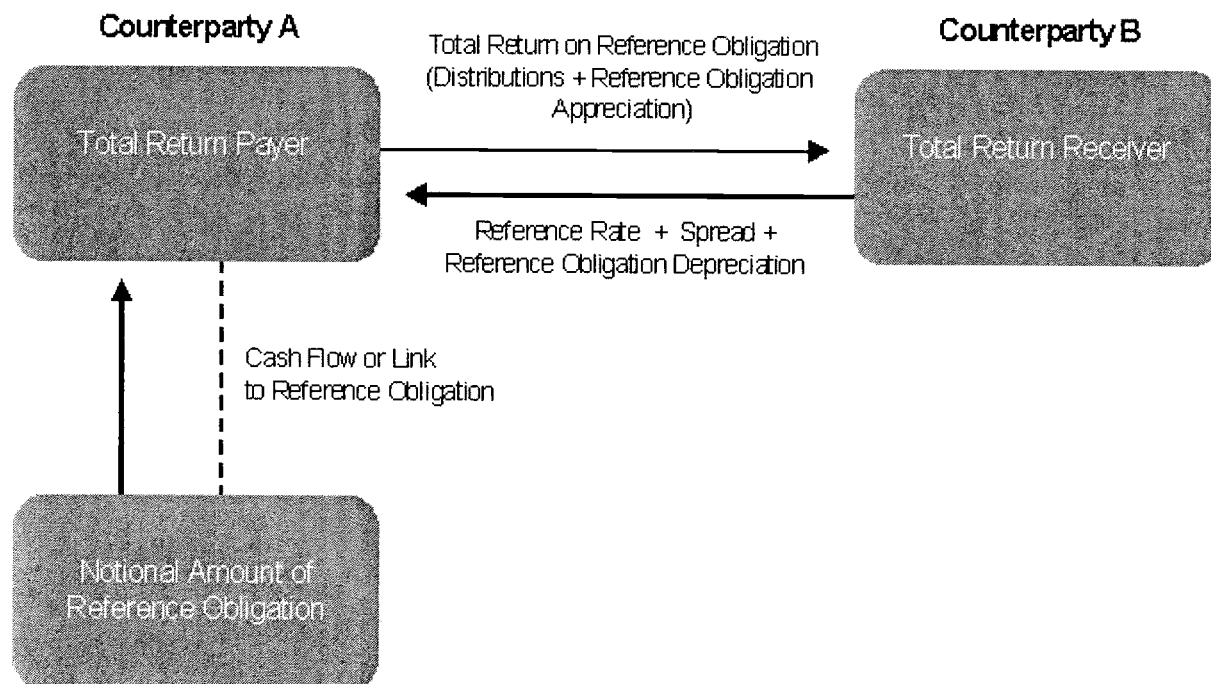 Counterparty A
Total Return on Reference Obligation
(Distributions + Reference Obligation
Appreciation)
Counterparty B
Total Return Payer
Total Return Receiver
Reference Rate + Spread +
Reference Obligation Depreciation
Cash Flow or Link
to Reference Obligation
Notional Amount of
Reference Obligation